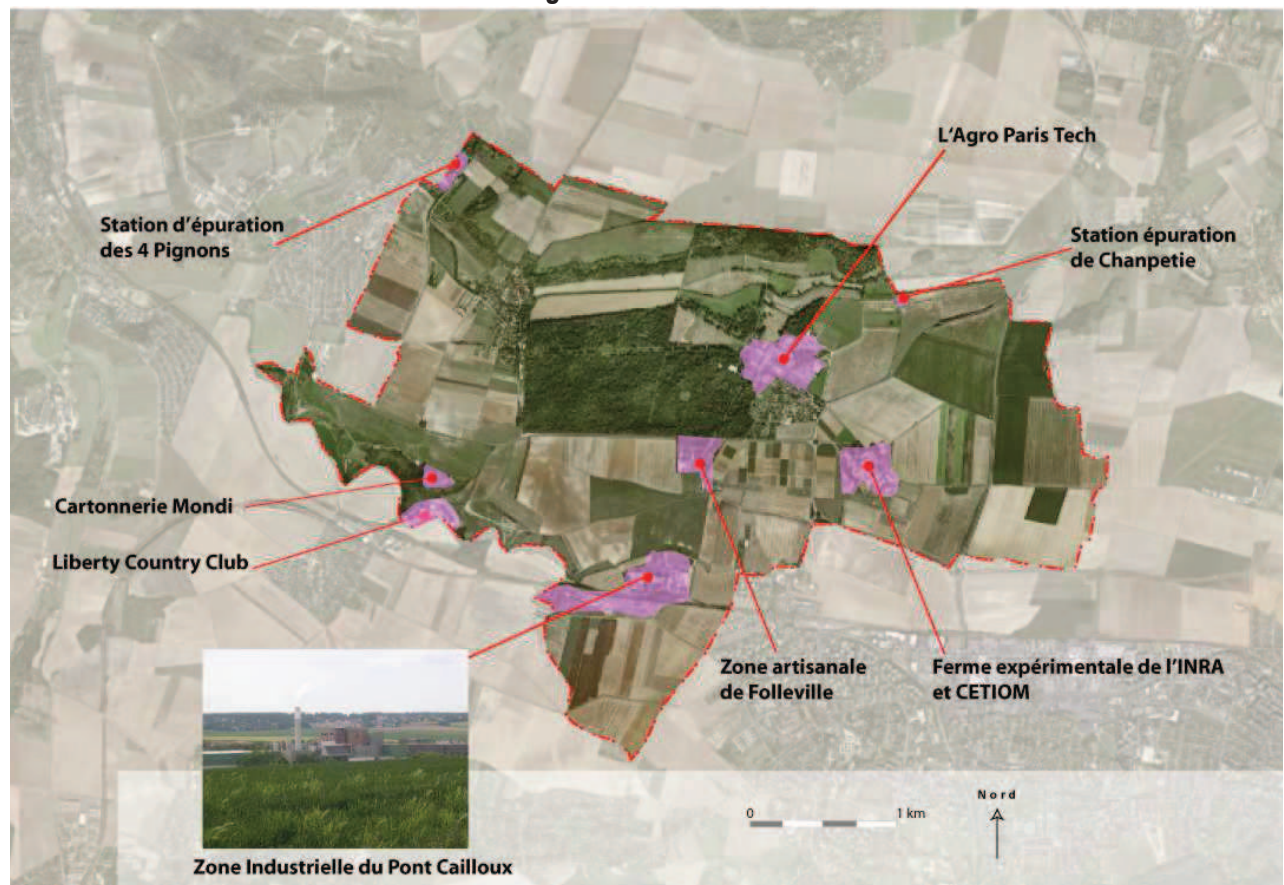 L'Agro Paris Tech
Station d'épuration
des 4 Pignons
Station épuration
de Chanpetie
Cartonnerie Mondi
Liberty Country Club
Zone artisanale
de Folleville
Ferme expérimentale de l'INRA
et CETIOM
Nord
0 1 km
Zone Industrielle du Pont Cailloux